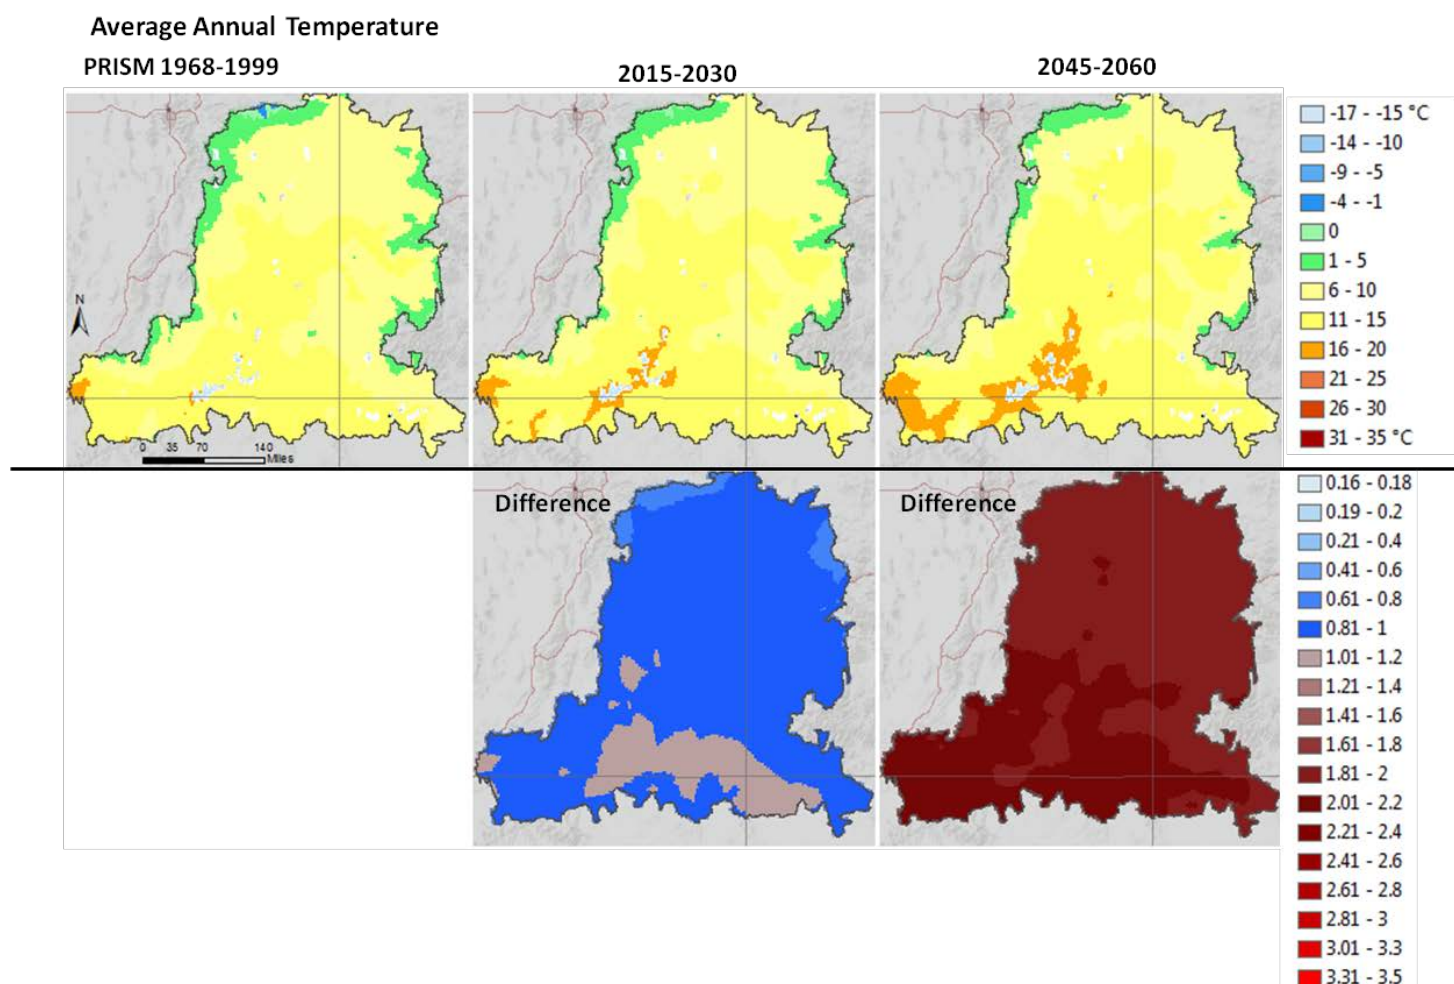 Average Annual Temperature
PRISM 1968-1999
2015-2030
2045-2060
-17 - -15 °C
-14 - -10
-9 - -5
-4 - -1
0
1 - 5
6 - 10
11 - 15
16 - 20
21 - 25
26 - 30
31 - 35 °C
N
0 35 70 140
Miles
Difference
Difference
0.16 - 0.18
0.19 - 0.2
0.21 - 0.4
0.41 - 0.6
0.61 - 0.8
0.81 - 1
1.01 - 1.2
1.21 - 1.4
1.41 - 1.6
1.61 - 1.8
1.81 - 2
2.01 - 2.2
2.21 - 2.4
2.41 - 2.6
2.61 - 2.8
2.81 - 3
3.01 - 3.3
3.31 - 3.5